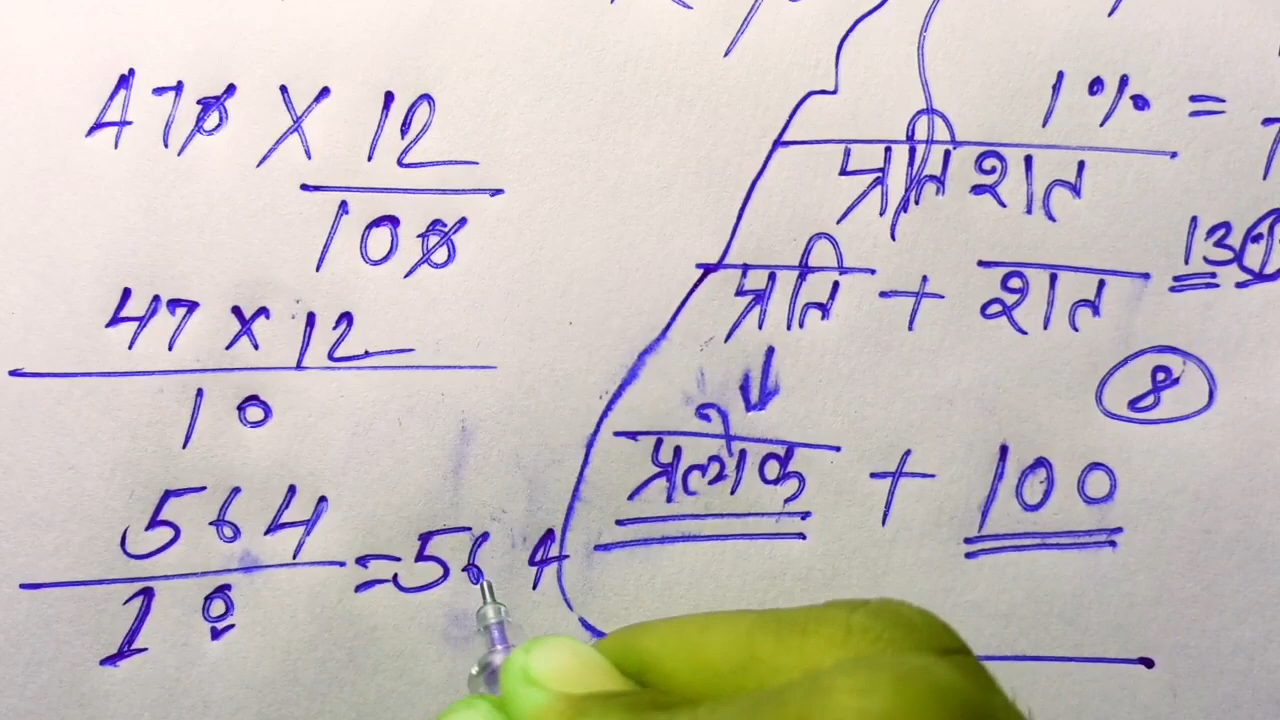 470 X 12
100
47 x 12
10
564
10
=56 4
1% =
प्रतिशत
प्रति + शत
13
8
प्रत्येक + 100